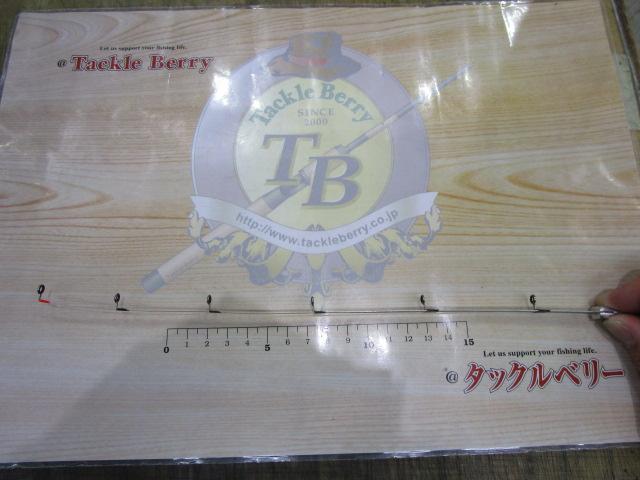 Let us support your fishing life.
@ Tackle Berry
Tackle Berry
SINCE
2000
TB
http://www.tackleberry.co.jp
0 1 2 3 4 5 6 7 8 9 10 11 12 13 14 15
Let us support your fishing life.
@ タックルベリー